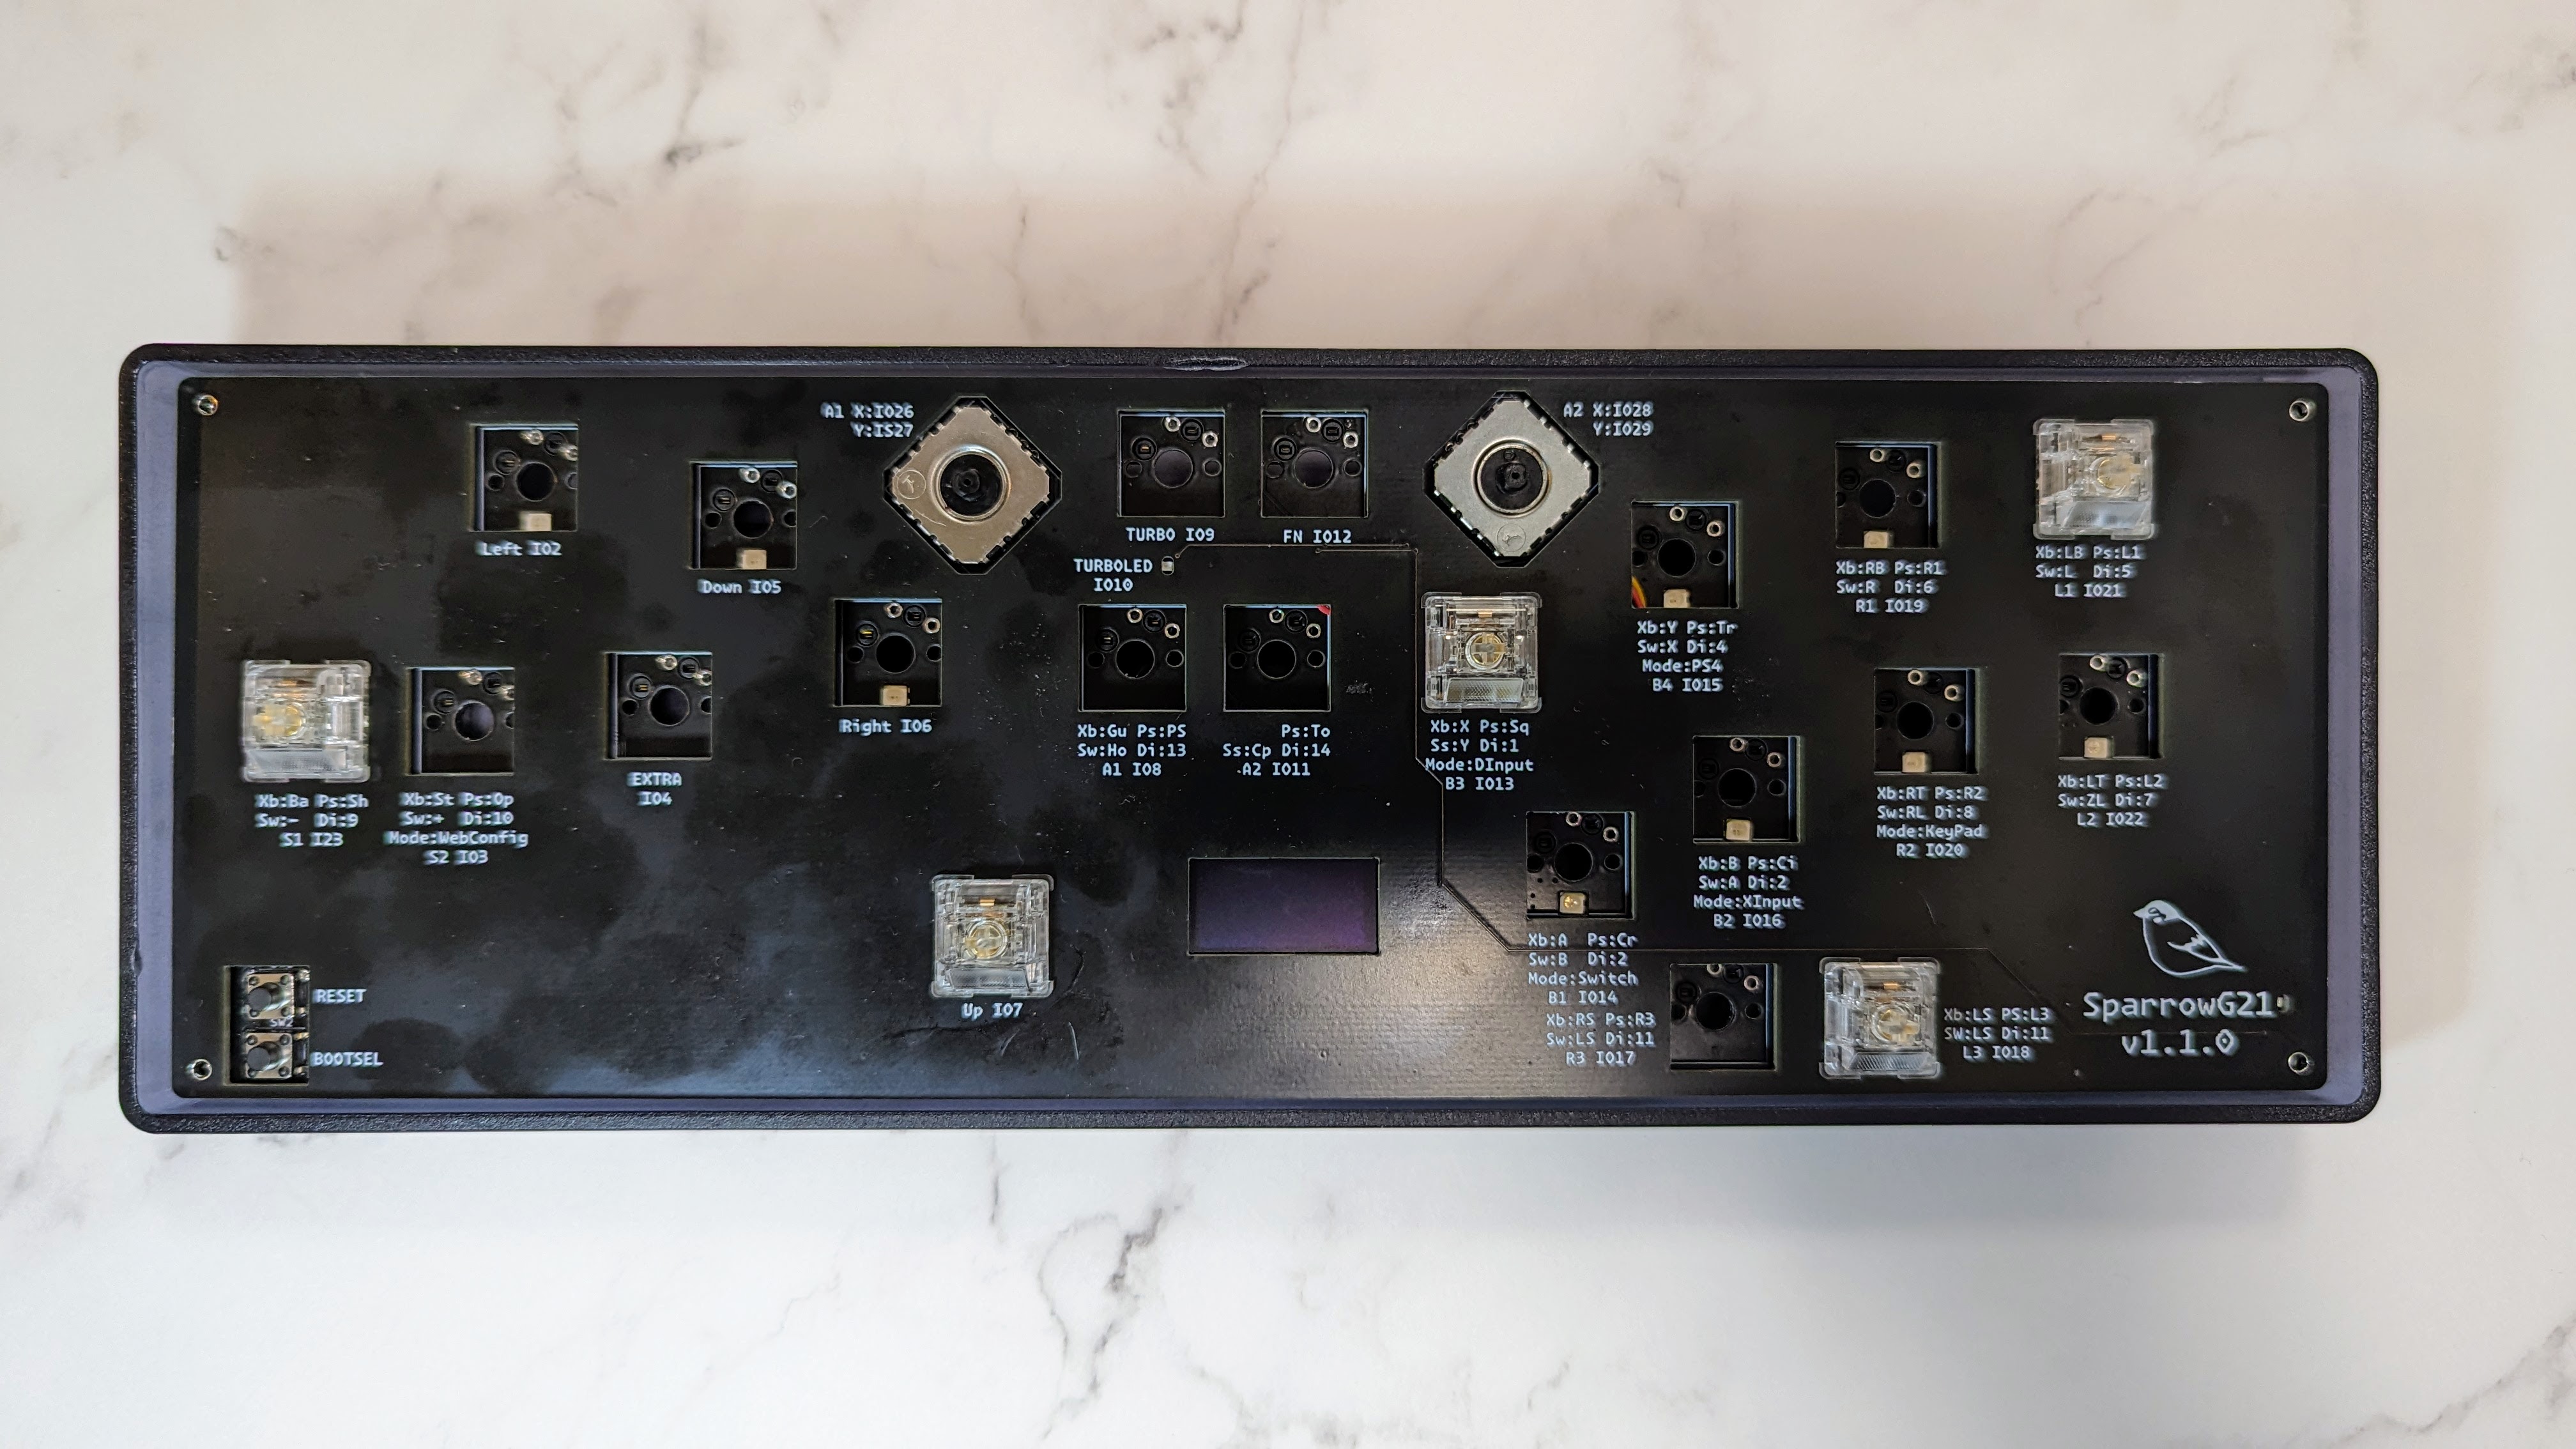 A1 X:IO26
Y:IS27
A2 X:IO28
Y:IO29
Left IO2
Down IO5
TURBO IO9
FN IO12
TURBOLED
IO10
Xb:RB Ps:R1
Sw:R Di:6
R1 IO19
Xb:LB Ps:L1
Sw:L Di:5
L1 IO21
Xb:Y Ps:Tr
Sw:X Di:4
Mode:PS4
B4 IO15
Right IO6
Xb:Gu Ps:PS
Sw:Ho Di:13
A1 IO8
Ps:To
Ss:Cp Di:14
A2 IO11
Xb:X Ps:Sq
Ss:Y Di:1
Mode:DInput
B3 IO13
EXTRA
IO4
Xb:Ba Ps:Sh
Sw:- Di:9
S1 I23
Xb:St Ps:Op
Sw:+ Di:10
Mode:WebConfig
S2 IO3
Xb:RT Ps:R2
Sw:RL Di:8
Mode:KeyPad
R2 IO20
Xb:LT Ps:L2
Sw:ZL Di:7
L2 IO22
Xb:B Ps:Ci
Sw:A Di:2
Mode:XInput
B2 IO16
Xb:A Ps:Cr
Sw:B Di:2
Mode:Switch
B1 IO14
RESET
SW2
BOOTSEL
Up IO7
Xb:RS Ps:R3
Sw:LS Di:11
R3 IO17
Xb:LS PS:L3
SW:LS Di:11
L3 IO18
SparrowG21
v1.1.0